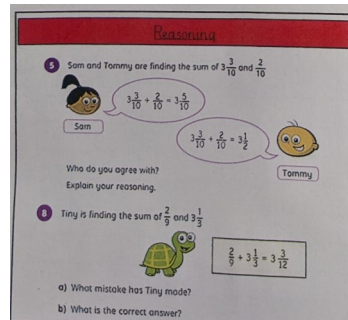 Reasoning
5 Sam and Tommy are finding the sum of 3 3/10 and 2/10
3 3/10 + 2/10 = 3 5/10
Sam
3 3/10 + 2/10 = 3 1/2
Tommy
Who do you agree with?
Explain your reasoning.
8 Tiny is finding the sum of 2/9 and 3 1/3
2/9 + 3 1/3 = 3 3/12
a) What mistake has Tiny made?
b) What is the correct answer?